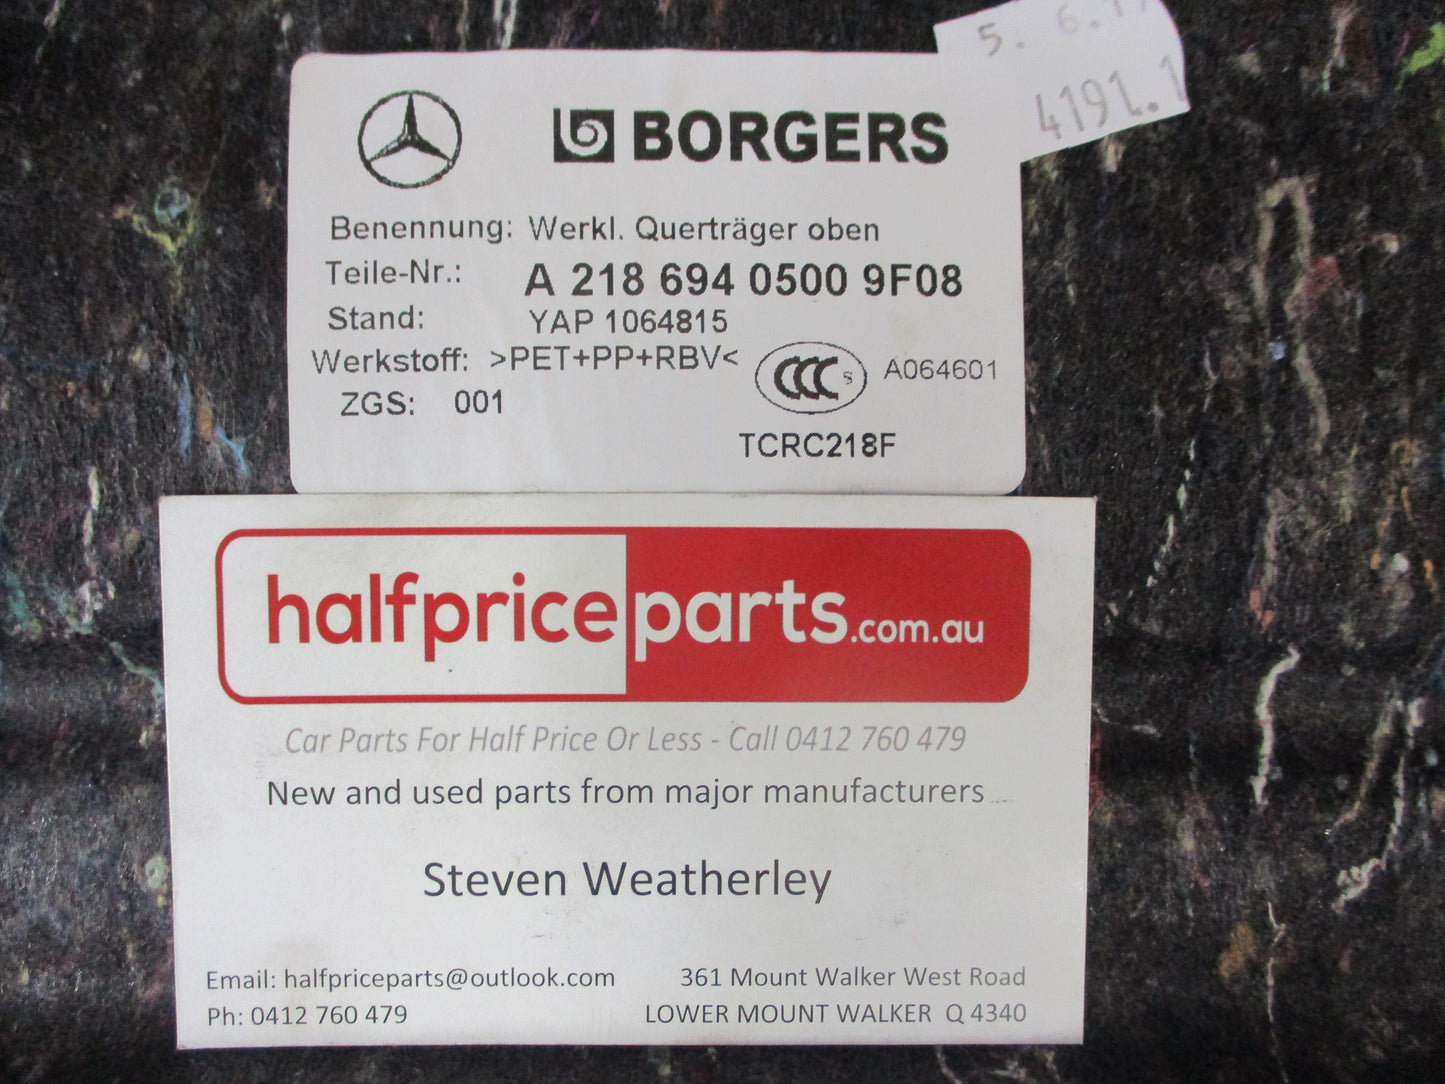 5. 6.17
4191.1
BORGERS
Benennung: Werkl. Querträger oben
Teile-Nr.: A 218 694 0500 9F08
Stand: YAP 1064815
Werkstoff: >PET+PP+RBV<
CCC S A064601
ZGS: 001
TCRC218F
halfpriceparts.com.au
Car Parts For Half Price Or Less - Call 0412 760 479
New and used parts from major manufacturers
Steven Weatherley
Email: halfpriceparts@outlook.com 361 Mount Walker West Road
Ph: 0412 760 479 LOWER MOUNT WALKER Q 4340